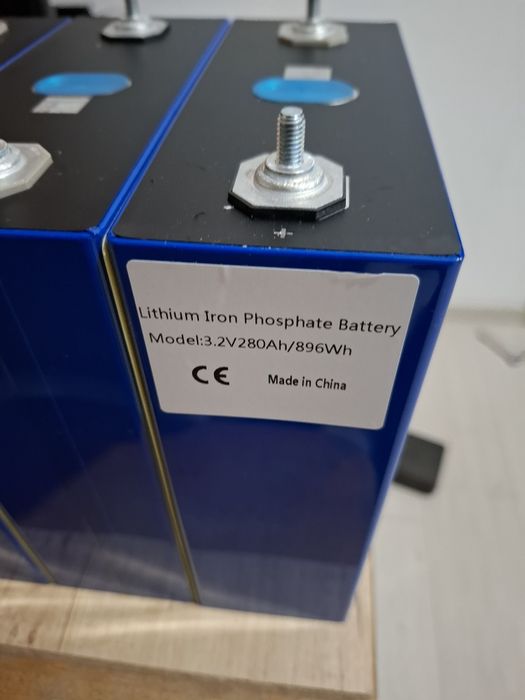 +
Lithium Iron Phosphate Battery
Model:3.2V280Ah/896Wh
CE Made in China